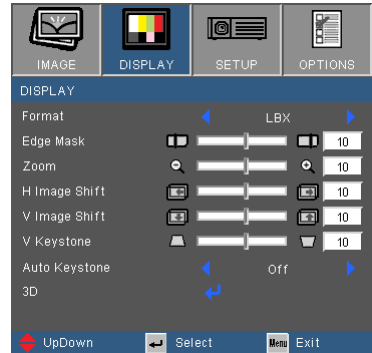 IMAGE DISPLAY SETUP OPTIONS
DISPLAY
Format LBX
Edge Mask 10
Zoom 10
H Image Shift 10
V Image Shift 10
V Keystone 10
Auto Keystone Off
3D
UpDown Select Menu Exit